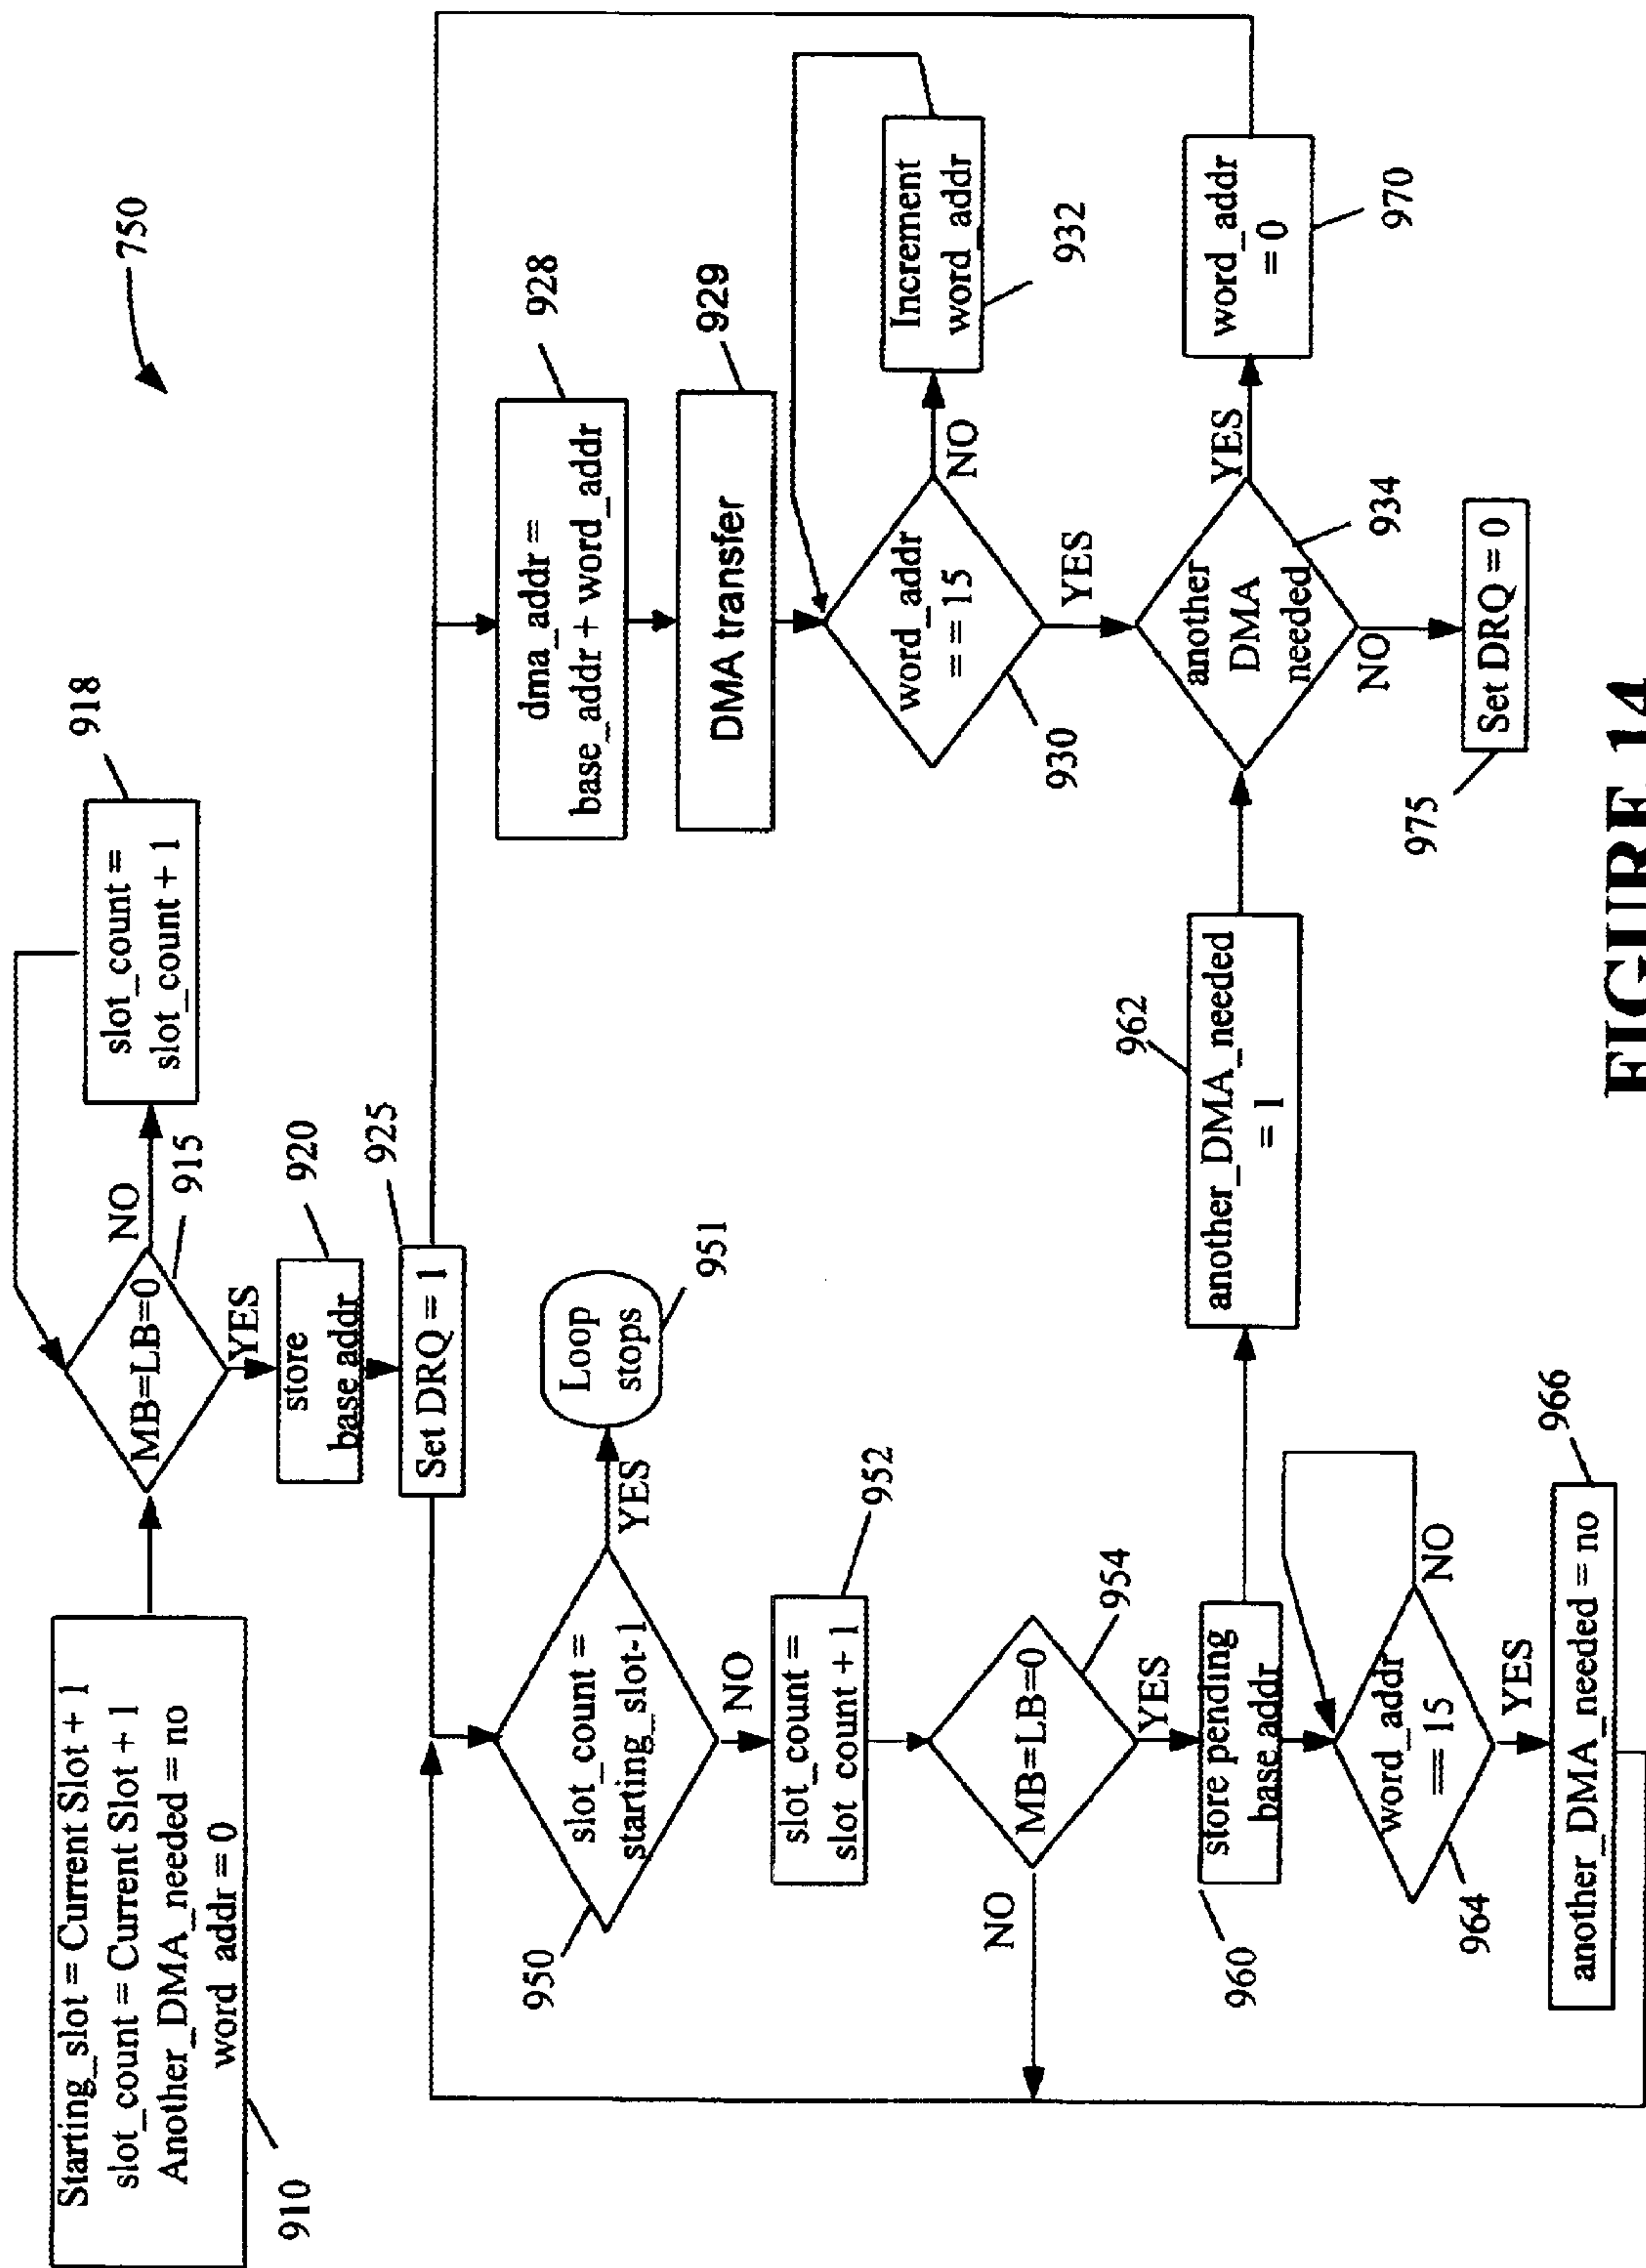 750
Starting_slot = Current Slot + 1
slot_count = Current Slot + 1
Another_DMA_needed = no
word addr = 0
910
MB=LB=0
NO
915
YES
slot_count =
slot_count + 1
918
store
base addr
920
Set DRQ = 1
925
slot_count =
starting_slot-1
950
YES
Loop
stops
951
NO
slot_count =
slot count + 1
952
MB=LB=0
954
NO
YES
store pending
base addr
960
another_DMA_needed
= 1
962
word_addr
== 15
964
NO
YES
another_DMA_needed = no
966
dma_addr =
base_addr + word_addr
928
DMA transfer
929
word_addr
= = 15
930
NO
Increment
word_addr
932
YES
another
DMA
needed
934
YES
word_addr
= 0
970
NO
Set DRQ = 0
975
FIGURE 14